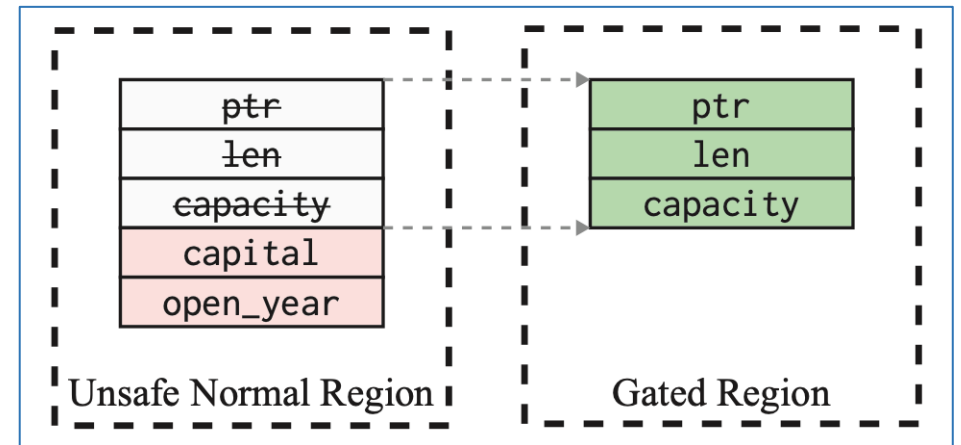 ptr
len
capacity
capital
open_year
Unsafe Normal Region
ptr
len
capacity
Gated Region